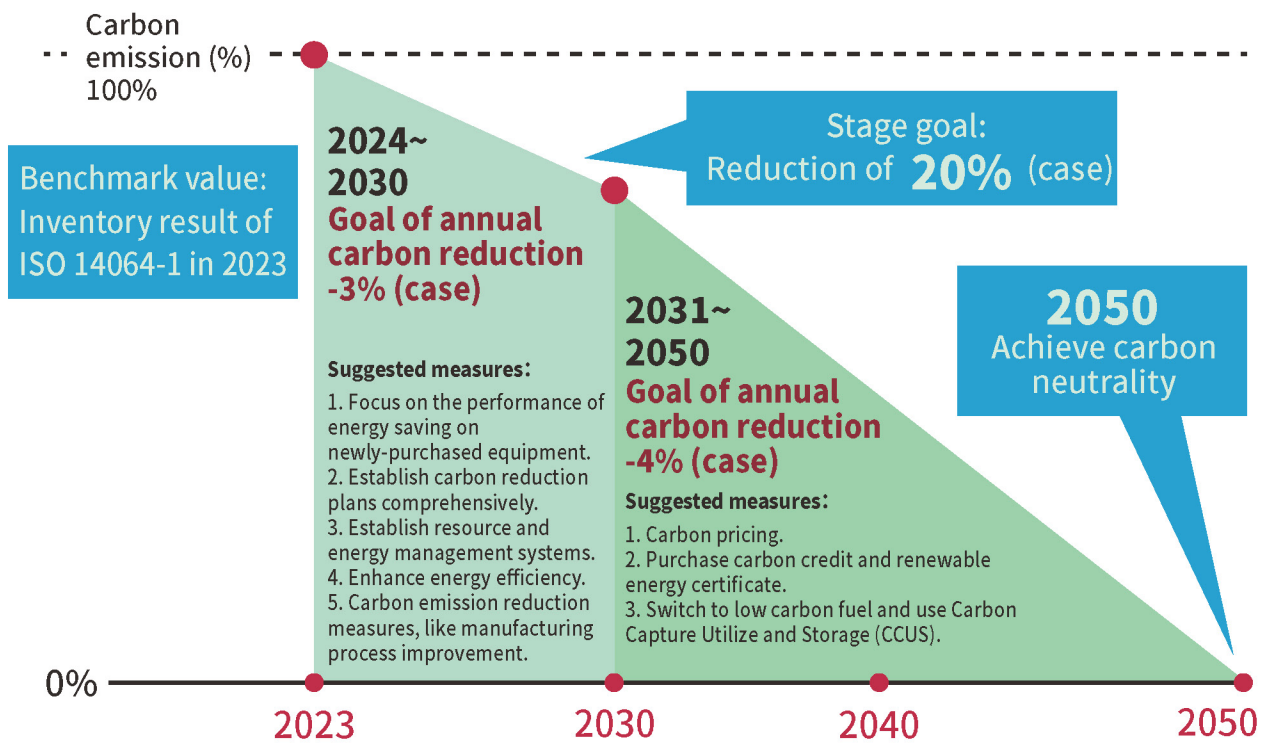 Carbon
emission (%)
100%
Benchmark value:
Inventory result of
ISO 14064-1 in 2023
2024~
2030
Goal of annual
carbon reduction
-3% (case)
Suggested measures:
1. Focus on the performance of
energy saving on
newly-purchased equipment.
2. Establish carbon reduction
plans comprehensively.
3. Establish resource and
energy management systems.
4. Enhance energy efficiency.
5. Carbon emission reduction
measures, like manufacturing
process improvement.
Stage goal:
Reduction of 20% (case)
2031~
2050
Goal of annual
carbon reduction
-4% (case)
Suggested measures:
1. Carbon pricing.
2. Purchase carbon credit and renewable
energy certificate.
3. Switch to low carbon fuel and use Carbon
Capture Utilize and Storage (CCUS).
2050
Achieve carbon
neutrality
0%
2023
2030
2040
2050